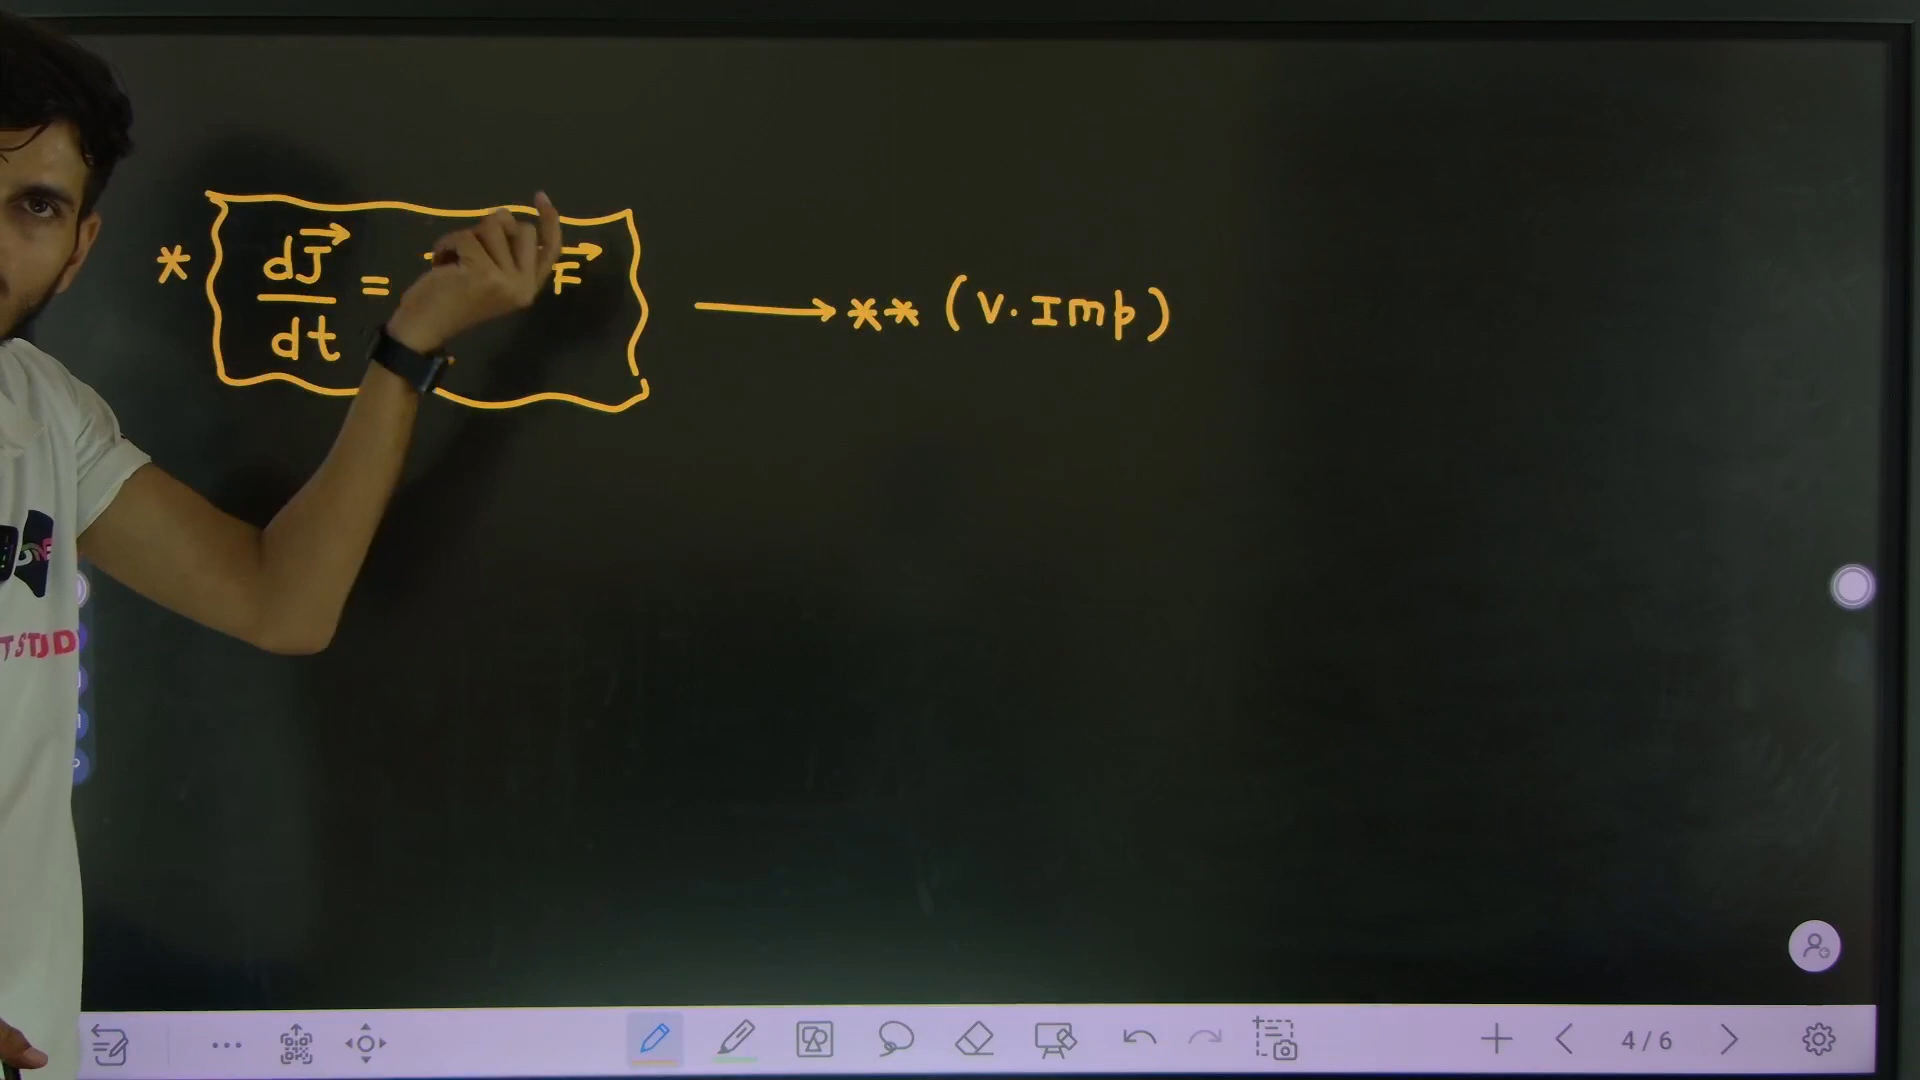 * dJ⃗/dt = F⃗ → ** (V. Imp)
4/6